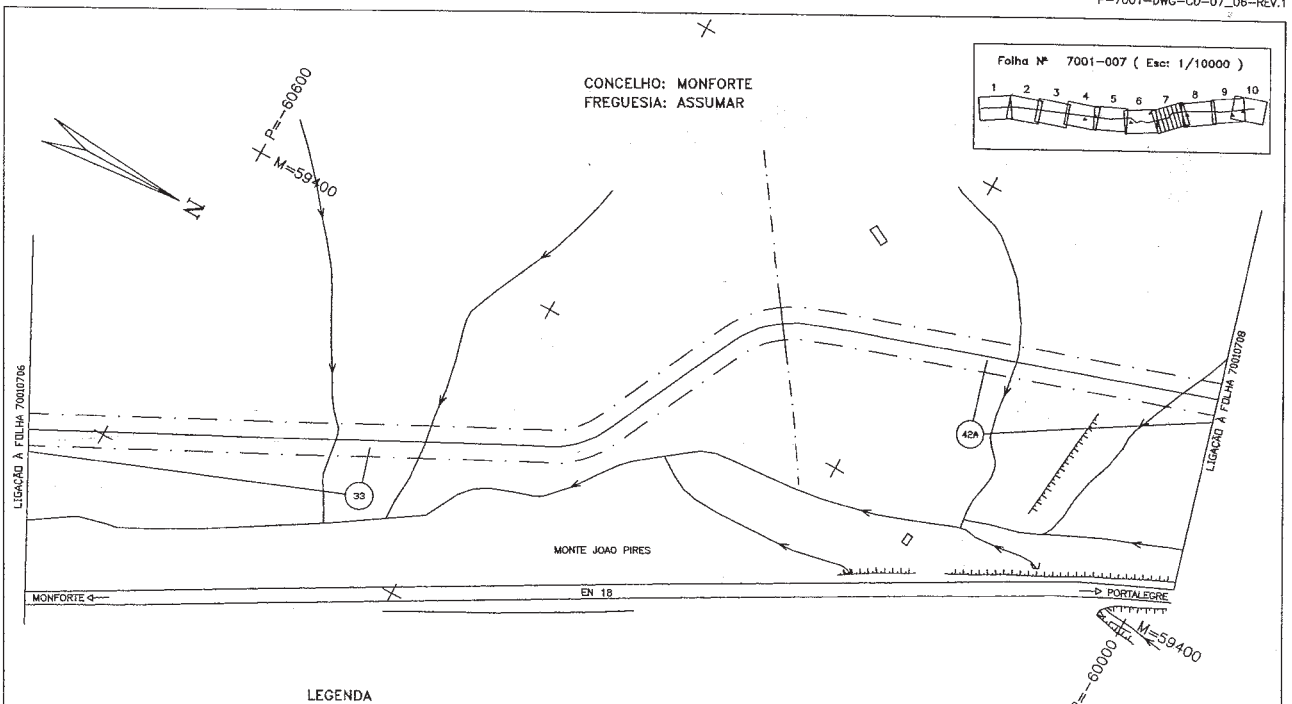 P-7001-DWG-CD-07_06-REV.1
CONCELHO: MONFORTE
FREGUESIA: ASSUMAR
Folha Nº 7001-007 ( Esc: 1/10000 )
1 2 3 4 5 6 7 8 9 10
P=-60600
M=59400
N
LIGAÇÃO À FOLHA 70010706
LIGAÇÃO À FOLHA 70010708
33
42A
MONTE JOAO PIRES
MONFORTE
EN 18
PORTALEGRE
M=59400
P=-60000
LEGENDA